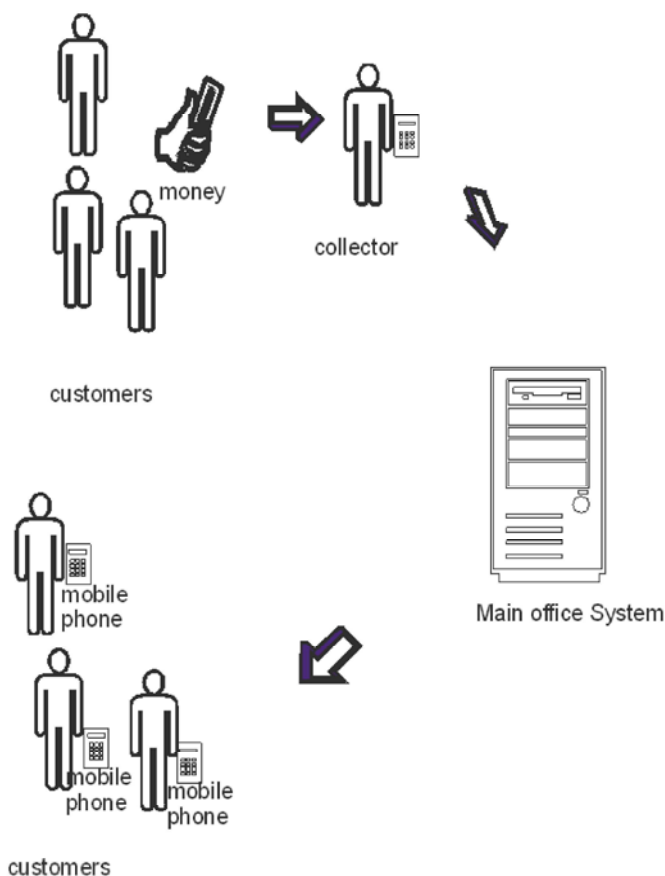 money
collector
customers
Main office System
mobile
phone
mobile
phone
mobile
phone
customers